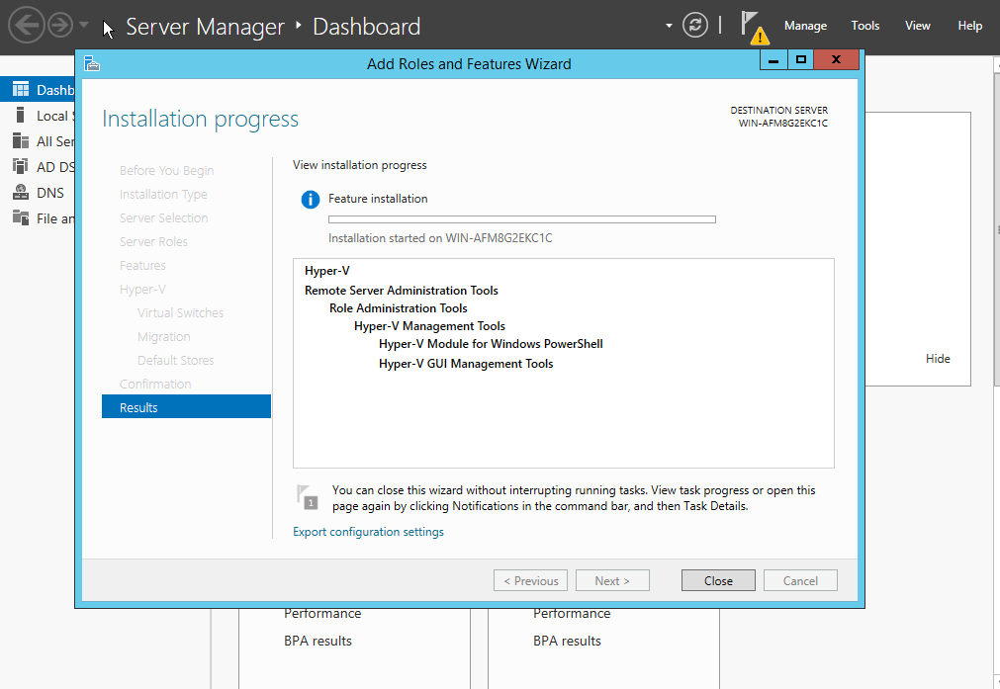 Server Manager ‣ Dashboard
Manage
Tools
View
Help
Add Roles and Features Wizard
Dashb
Local S
All Ser
AD DS
DNS
File an
Installation progress
DESTINATION SERVER
WIN-AFM8G2EKC1C
Before You Begin
Installation Type
Server Selection
Server Roles
Features
Hyper-V
Virtual Switches
Migration
Default Stores
Confirmation
Results
View installation progress
Feature installation
Installation started on WIN-AFM8G2EKC1C
Hyper-V
Remote Server Administration Tools
Role Administration Tools
Hyper-V Management Tools
Hyper-V Module for Windows PowerShell
Hyper-V GUI Management Tools
1
You can close this wizard without interrupting running tasks. View task progress or open this
page again by clicking Notifications in the command bar, and then Task Details.
Export configuration settings
< Previous
Next >
Close
Cancel
Hide
Performance
BPA results
Performance
BPA results